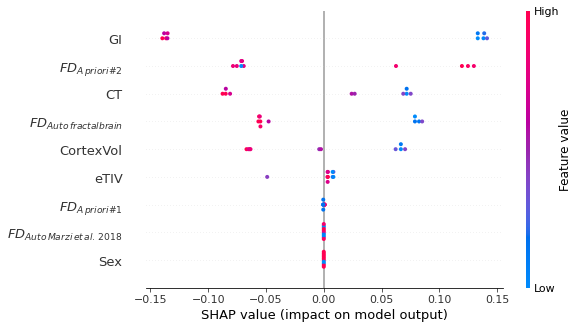 High
GI
FD_A priori#2
CT
FD_Auto fractalbrain
CortexVol
eTIV
FD_A priori#1
FD_Auto Marzi et al. 2018
Sex
Low
Feature value
−0.15 −0.10 −0.05 0.00 0.05 0.10 0.15
SHAP value (impact on model output)